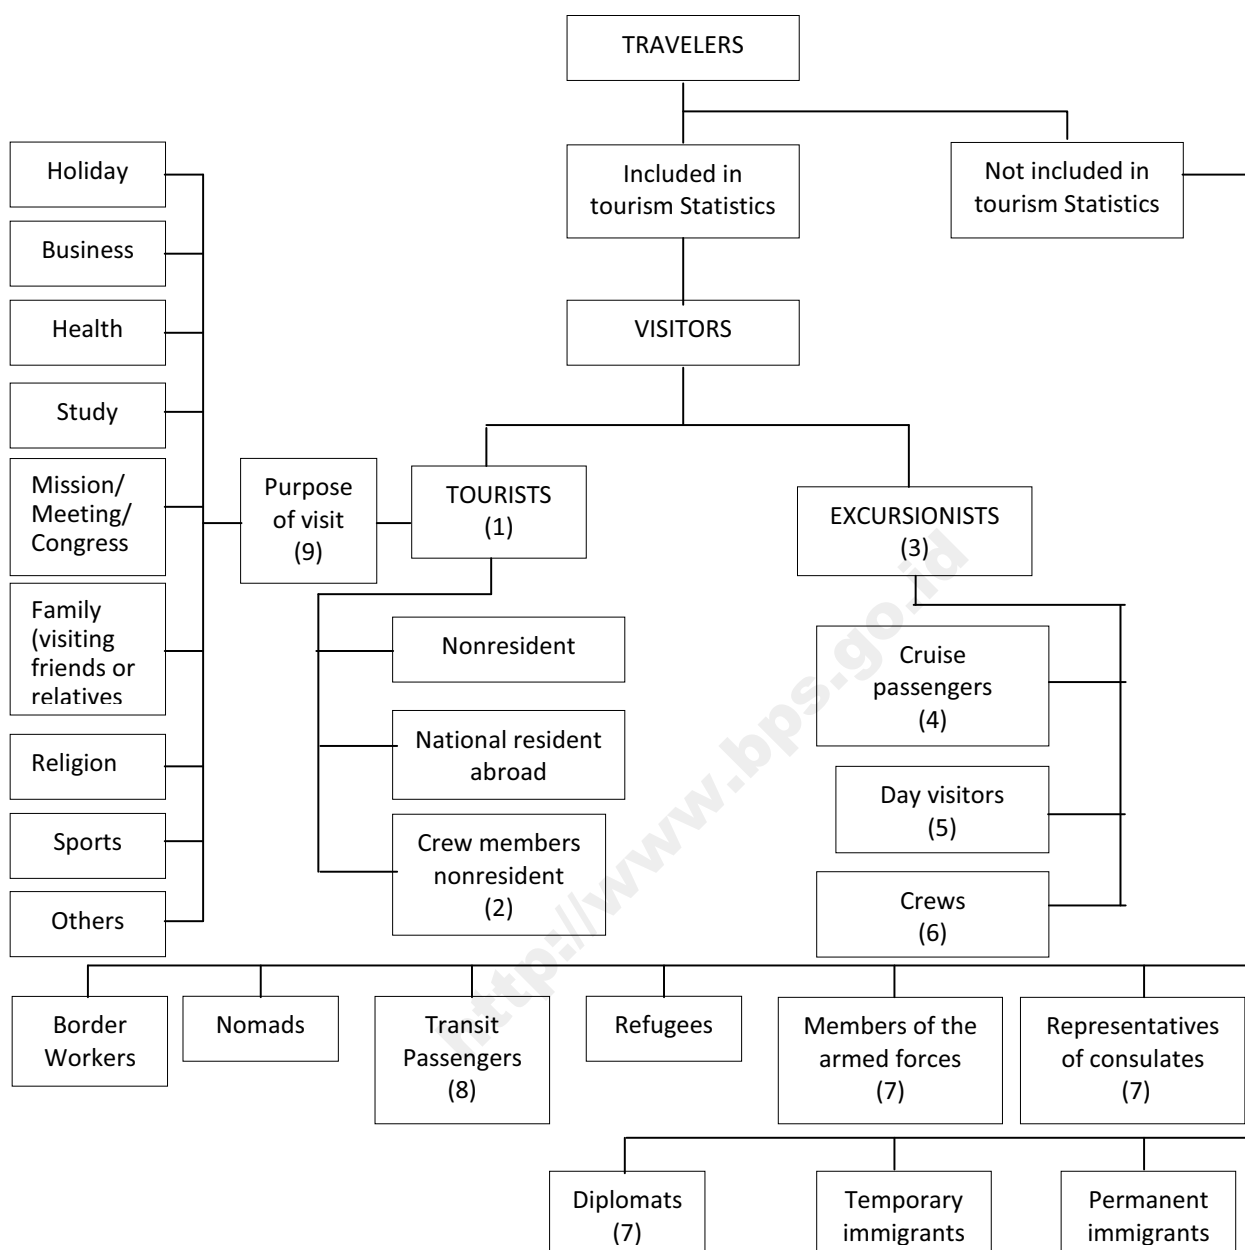 TRAVELERS
Included in
tourism Statistics
Not included in
tourism Statistics
VISITORS
Holiday
Business
Health
Study
Mission/
Meeting/
Congress
Family
(visiting
friends or
relatives
Religion
Sports
Others
Purpose
of visit
(9)
TOURISTS
(1)
Nonresident
National resident
abroad
Crew members
nonresident
(2)
EXCURSIONISTS
(3)
Cruise
passengers
(4)
Day visitors
(5)
Crews
(6)
Border
Workers
Nomads
Transit
Passengers
(8)
Refugees
Members of the
armed forces
(7)
Representatives
of consulates
(7)
Diplomats
(7)
Temporary
immigrants
Permanent
immigrants
http://www.bps.go.id